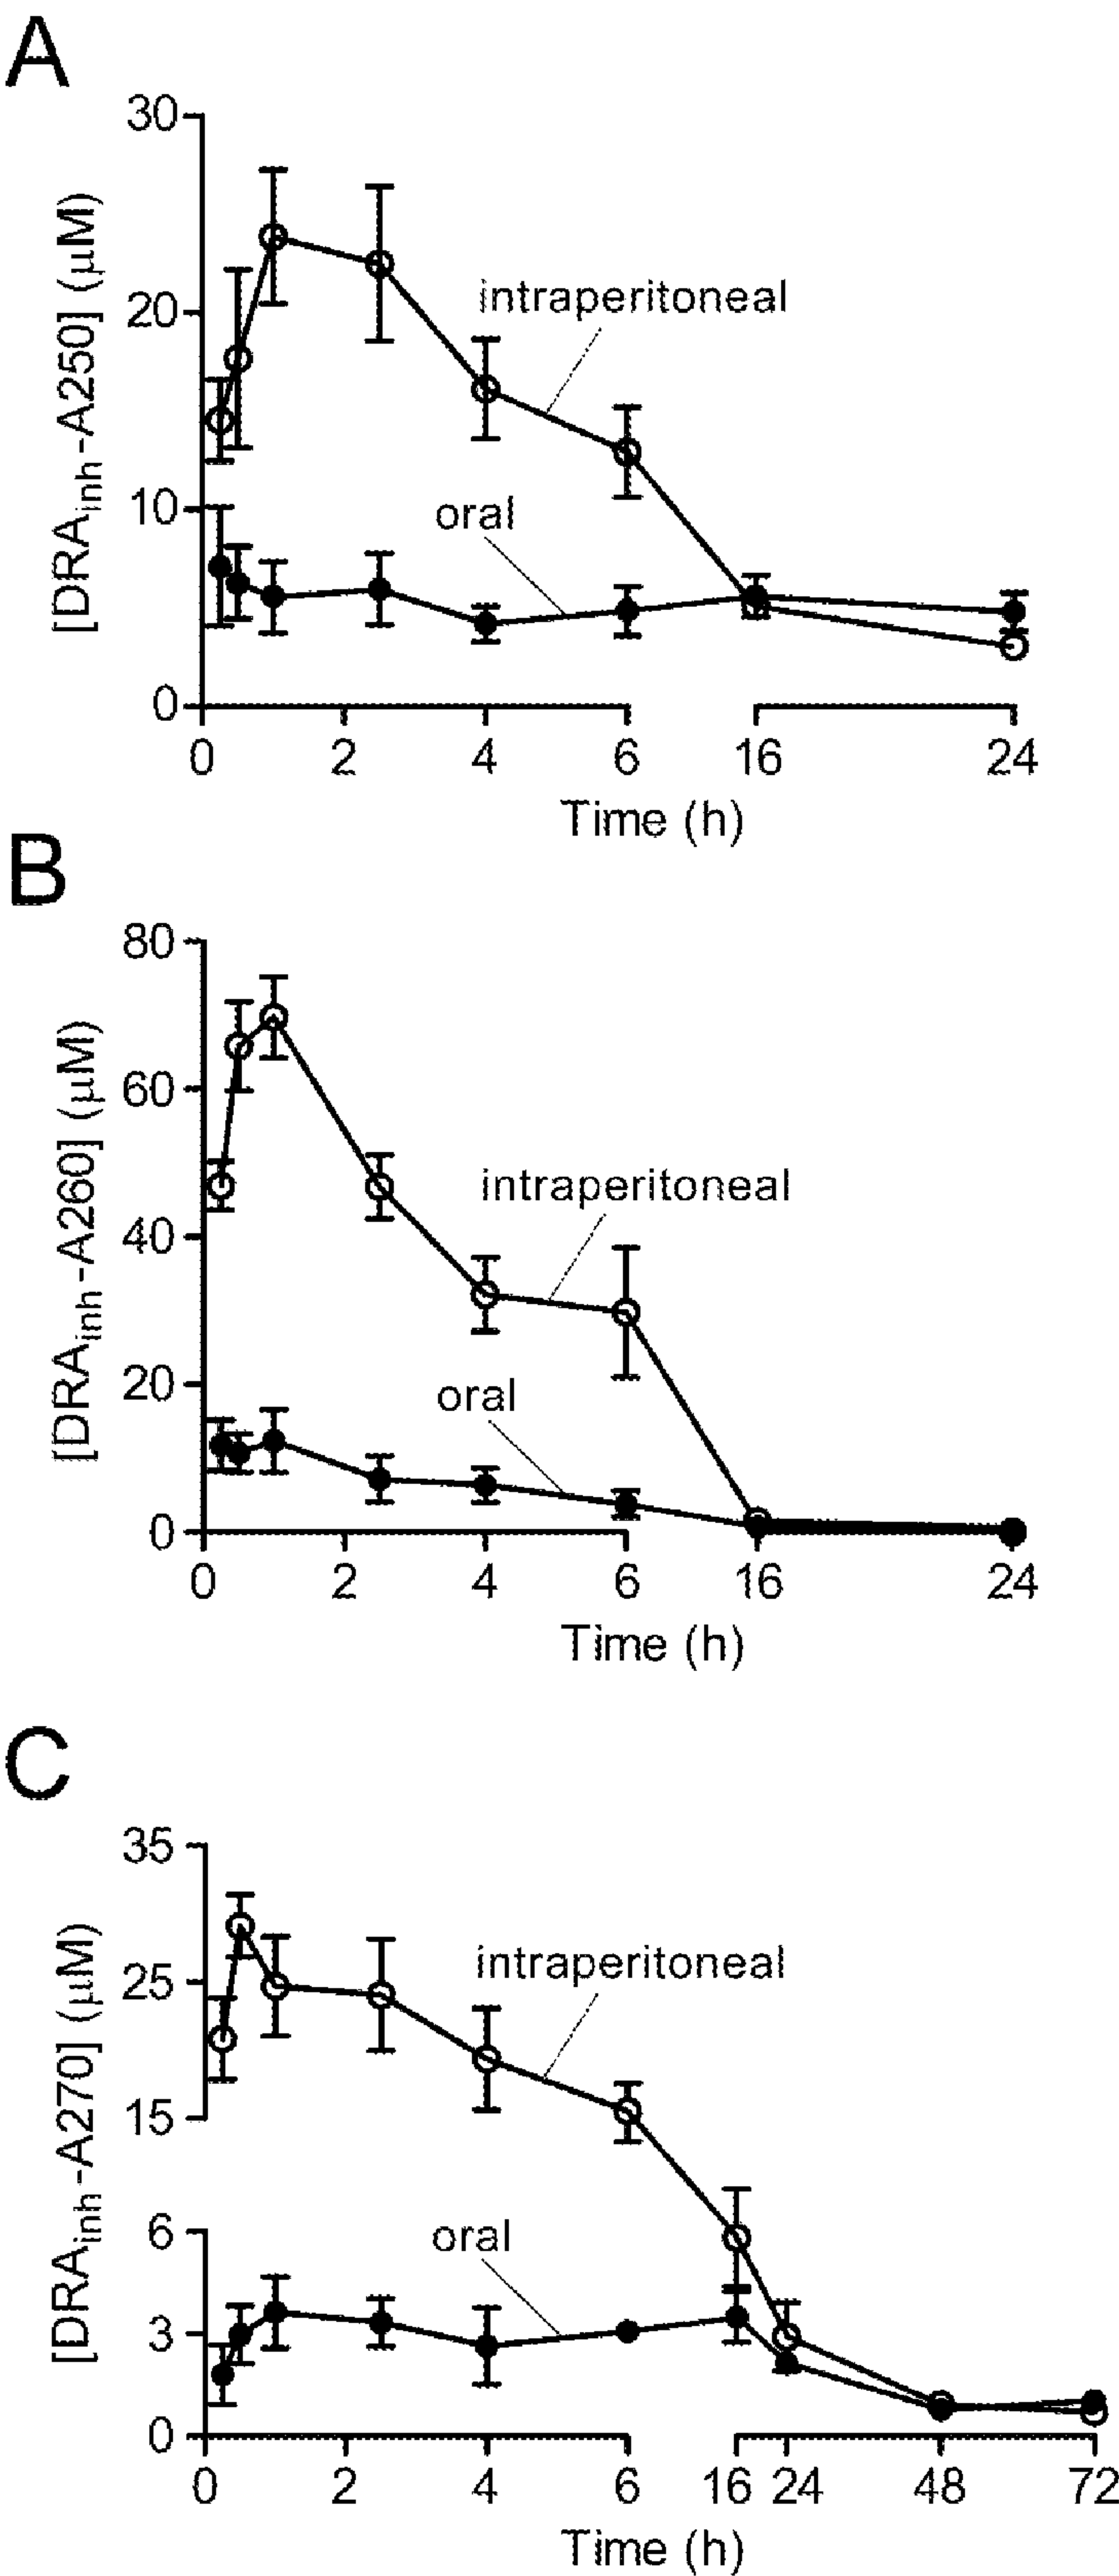 A
30
20
10
0
[DRAinh-A250] (μM)
intraperitoneal
oral
0 2 4 6 16 24
Time (h)
B
80
60
40
20
0
[DRAinh-A260] (μM)
intraperitoneal
oral
0 2 4 6 16 24
Time (h)
C
35
25
15
6
3
0
[DRAinh-A270] (μM)
intraperitoneal
oral
0 2 4 6 16 24 48 72
Time (h)